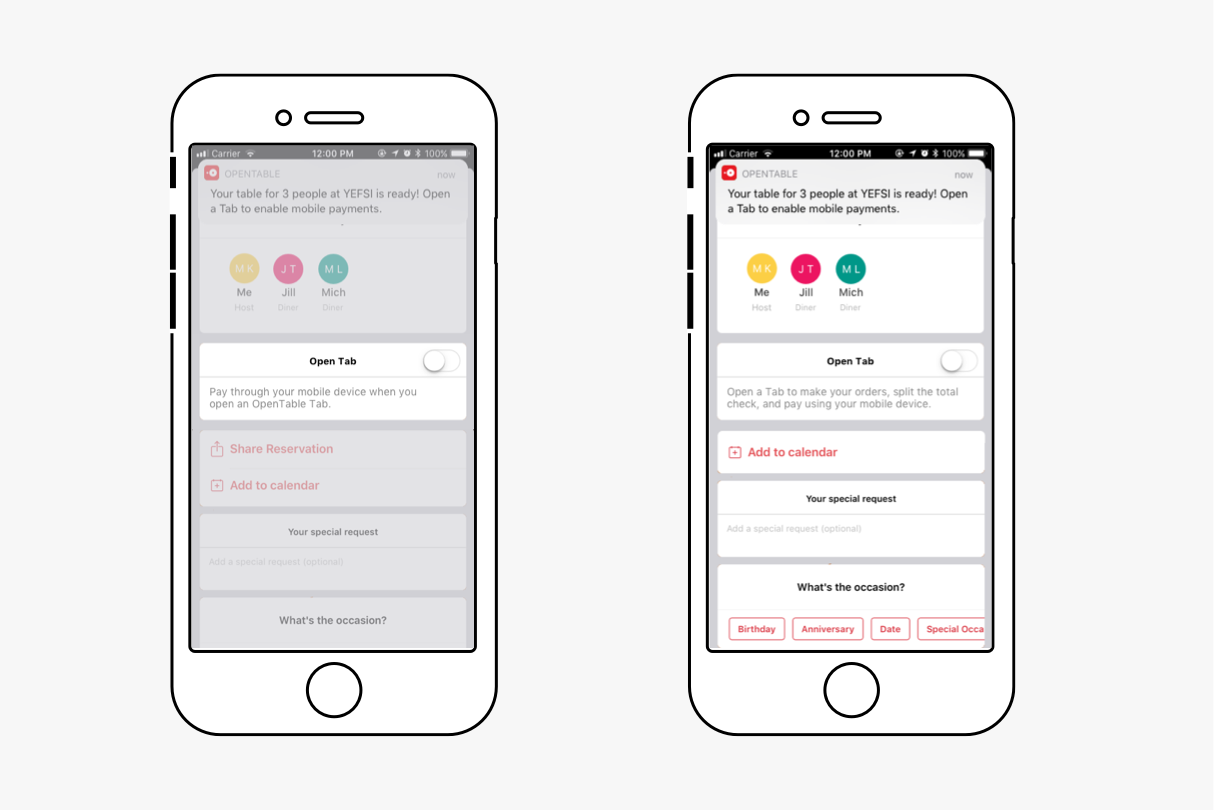 Carrier 12:00 PM 100%
OPENTABLE now
Your table for 3 people at YEFSI is ready! Open
a Tab to enable mobile payments.
MK JT ML
Me Jill Mich
Host Diner Diner
Open Tab
Pay through your mobile device when you
open an OpenTable Tab.
Share Reservation
Add to calendar
Your special request
Add a special request (optional)
What's the occasion?
Carrier 12:00 PM 100%
OPENTABLE now
Your table for 3 people at YEFSI is ready! Open
a Tab to enable mobile payments.
MK JT ML
Me Jill Mich
Host Diner Diner
Open Tab
Open a Tab to make your orders, split the total
check, and pay using your mobile device.
Add to calendar
Your special request
Add a special request (optional)
What's the occasion?
Birthday Anniversary Date Special Occa